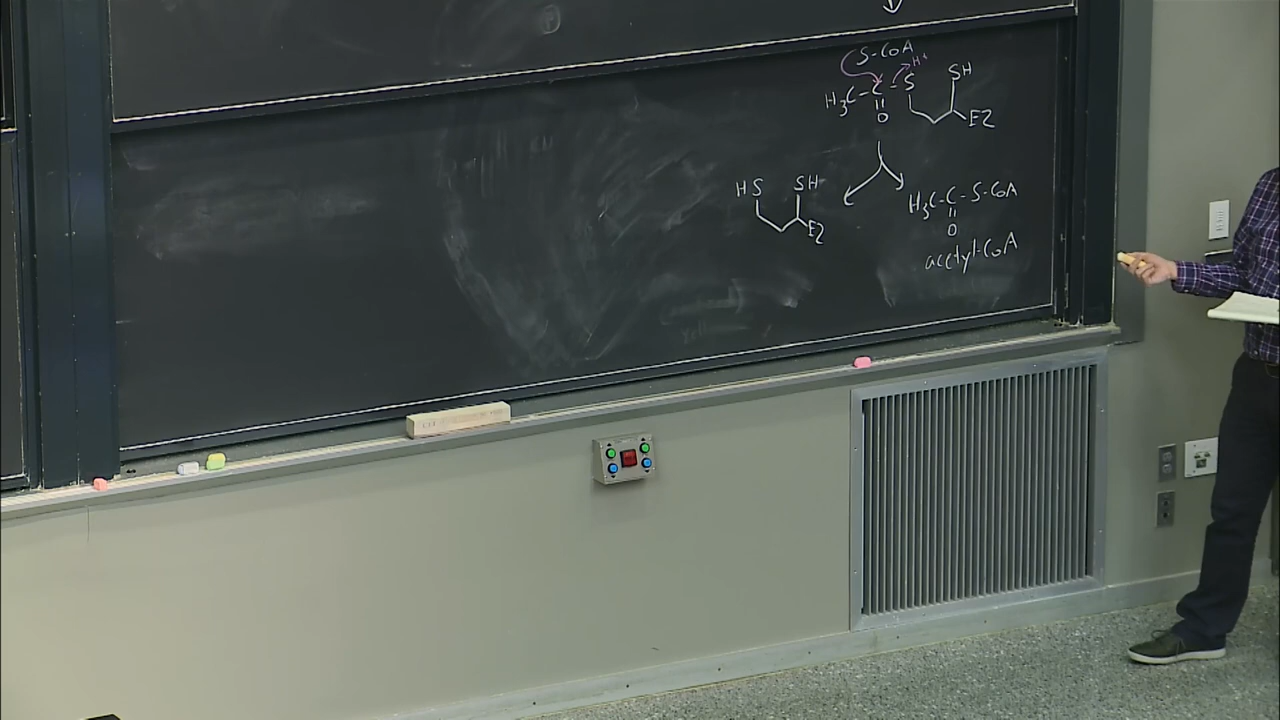 S-CoA
H+
H3C-C-S
SH
O
E2
HS
SH
E2
H3C-C-S-CoA
O
acetyl-CoA